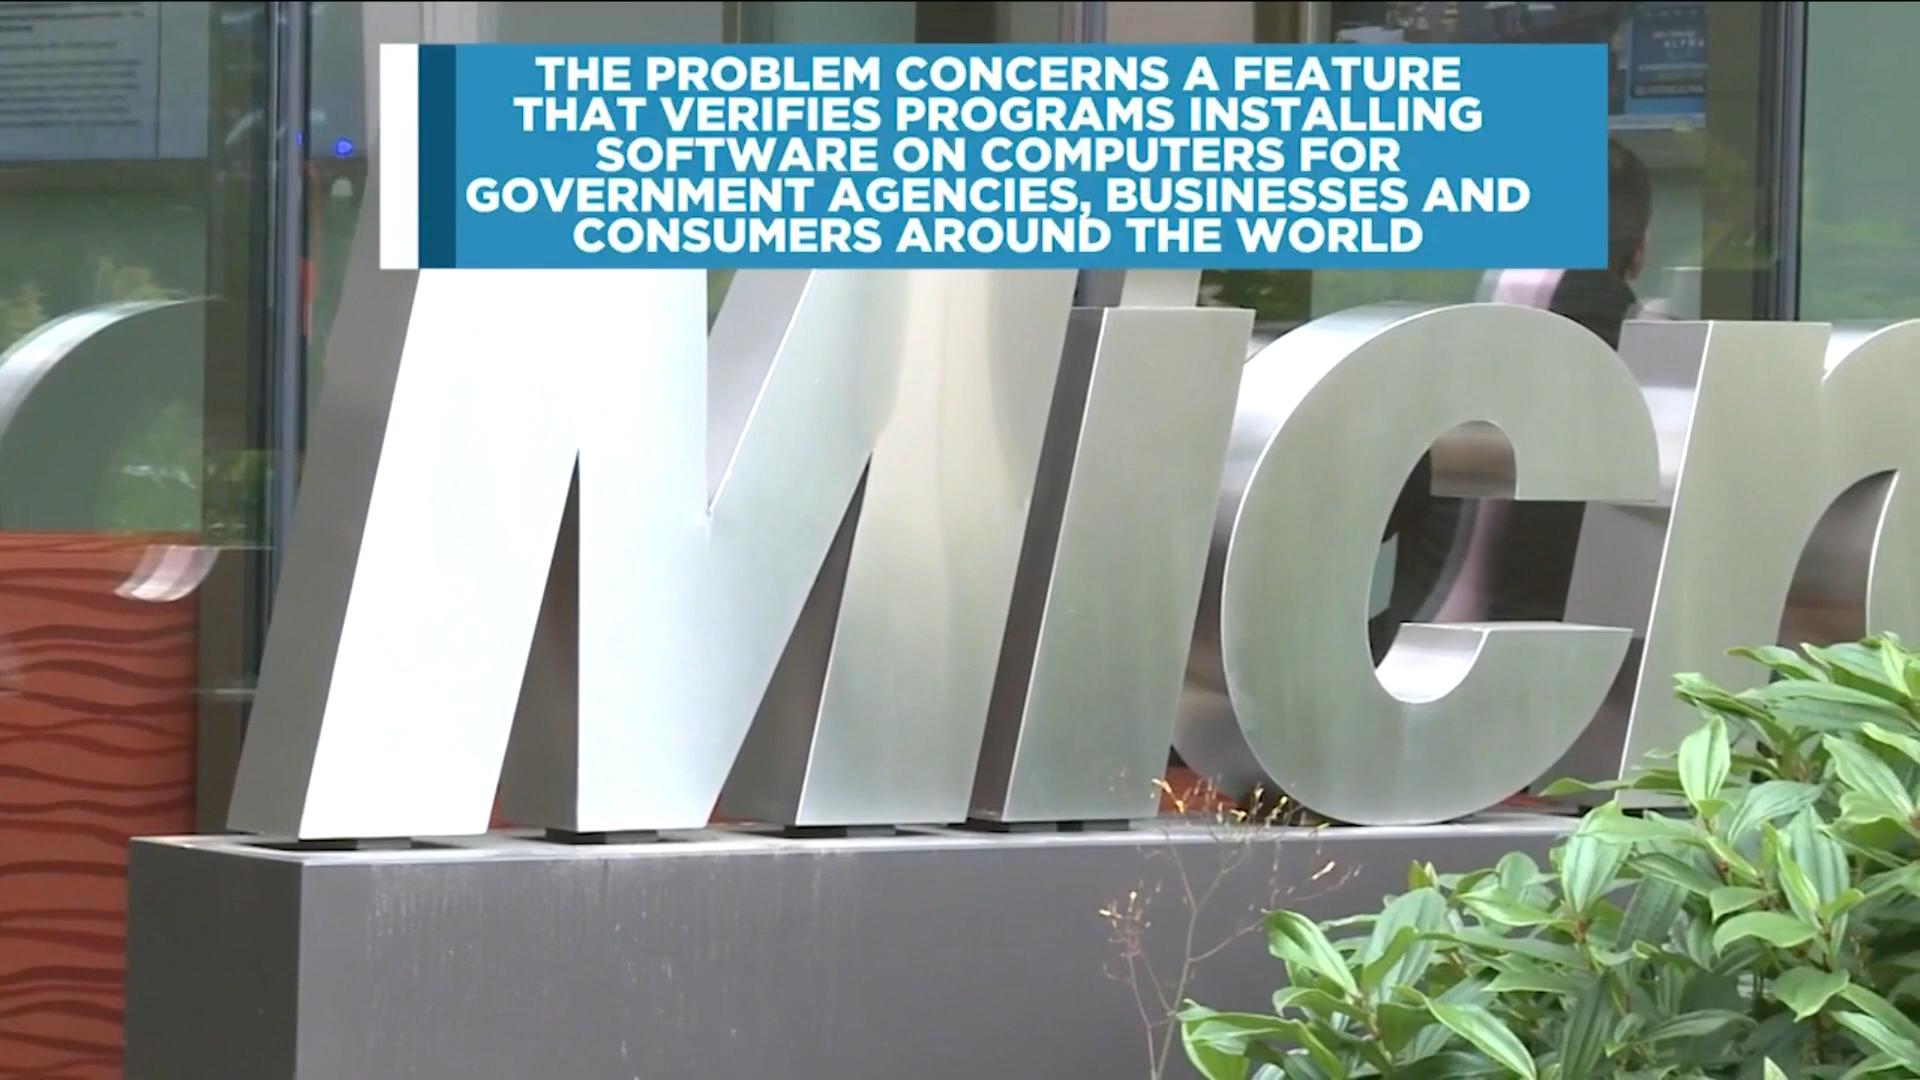 THE PROBLEM CONCERNS A FEATURE
THAT VERIFIES PROGRAMS INSTALLING
SOFTWARE ON COMPUTERS FOR
GOVERNMENT AGENCIES, BUSINESSES AND
CONSUMERS AROUND THE WORLD
Micr